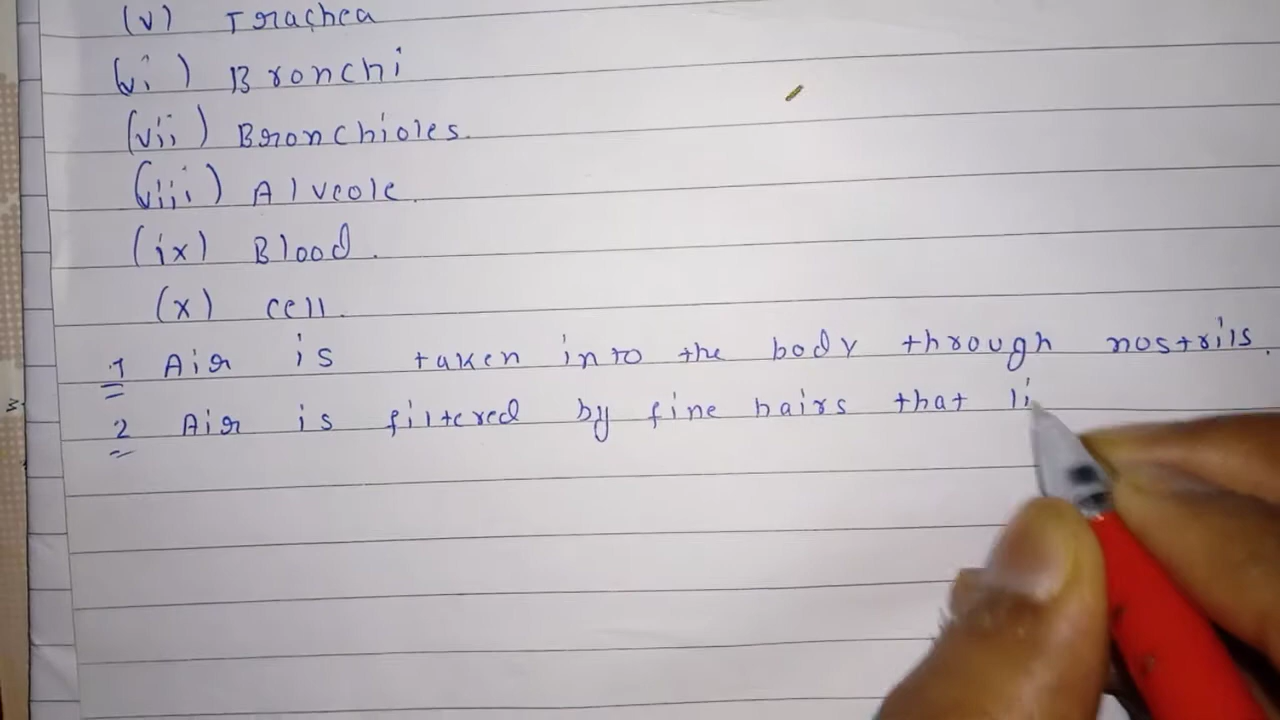 (v) Trachea
(vi) Bronchi
(vii) Bronchioles.
(viii) Alveole.
(ix) Blood.
(x) cell.
1 Air is taken into the body through nostrils.
2 Air is filtered by fine hairs that li